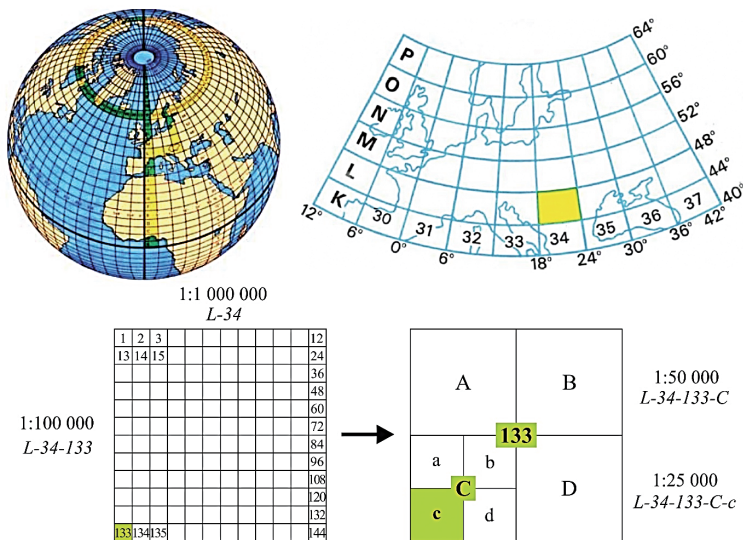 64°
60°
56°
52°
48°
44°
40°
P
O
N
M
L
K
30
31
32
33
34
35
36
37
12°
6°
0°
6°
18°
24°
30°
36°
42°
1:1 000 000
L-34
1 2 3 12
13 14 15 24
36
48
60
72
84
96
108
120
132
133 134 135 144
1:100 000
L-34-133
A B
133
a b
C
c d
D
1:50 000
L-34-133-C
1:25 000
L-34-133-C-c